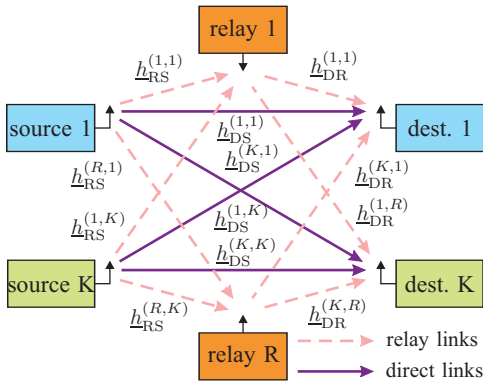 relay 1
h_RS^(1,1)
h_DR^(1,1)
source 1
dest. 1
h_DS^(1,1)
h_DS^(K,1)
h_RS^(R,1)
h_DR^(K,1)
h_DR^(1,R)
h_RS^(1,K)
h_DS^(1,K)
h_DS^(K,K)
source K
dest. K
h_RS^(R,K)
h_DR^(K,R)
relay R
relay links
direct links